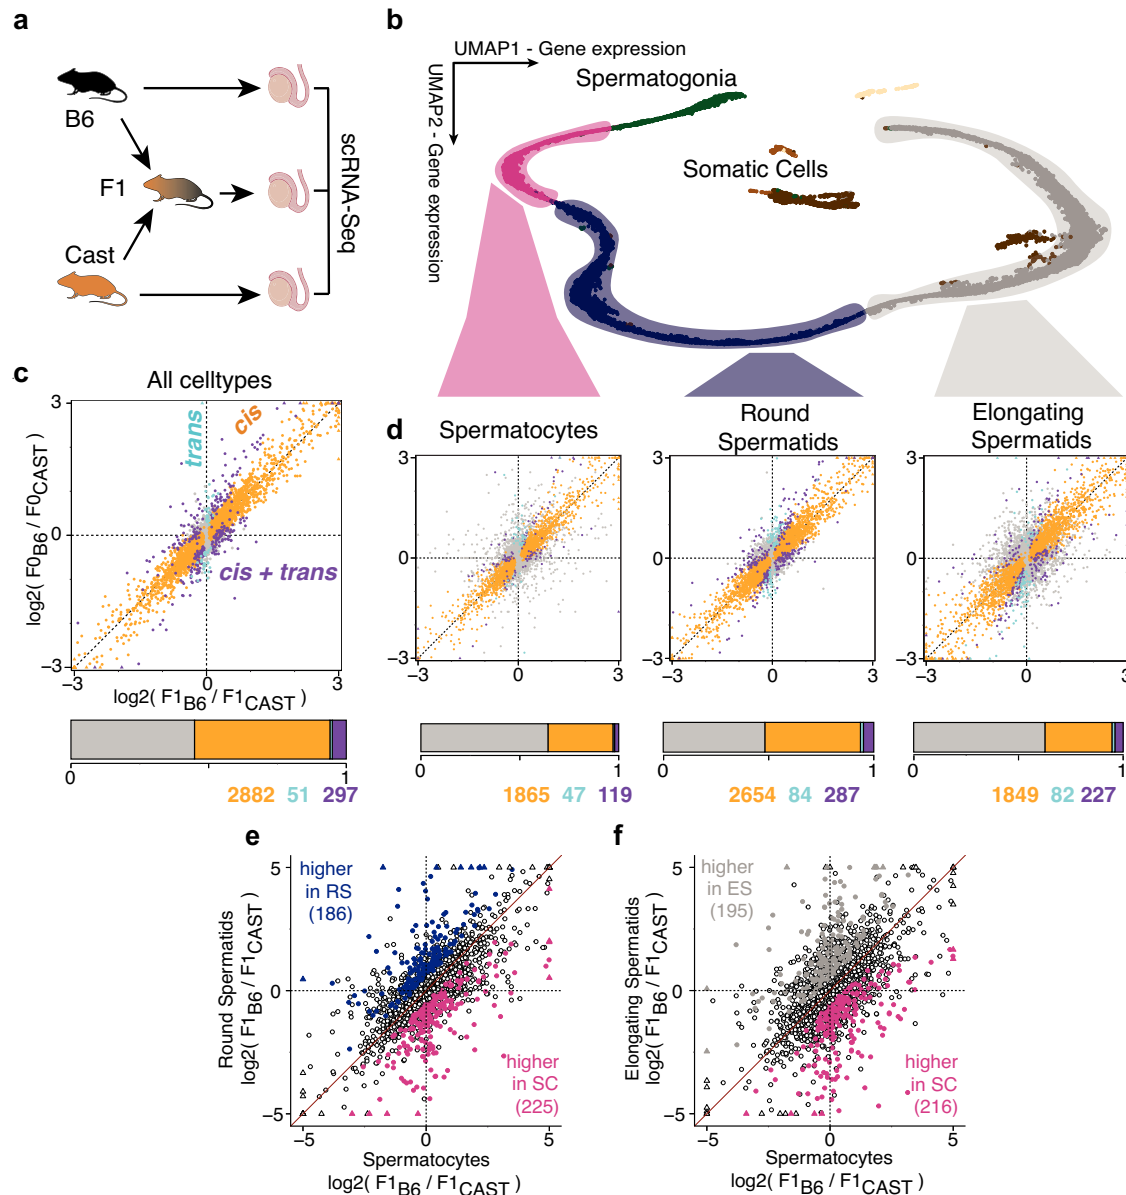 a
B6
F1
Cast
scRNA-Seq
b
UMAP1 - Gene expression
UMAP2 - Gene expression
Spermatogonia
Somatic Cells
c
All celltypes
trans
cis
cis + trans
3
0
−3
log2( F0B6 / F0CAST )
−3
0
3
log2( F1B6 / F1CAST )
0
1
2882 51 297
d
Spermatocytes
3
0
−3
−3
0
3
0
1
1865 47 119
Round
Spermatids
3
0
−3
−3
0
3
0
1
2654 84 287
Elongating
Spermatids
3
0
−3
−3
0
3
0
1
1849 82 227
e
higher
in RS
(186)
higher
in SC
(225)
5
0
−5
Round Spermatids
log2( F1B6 / F1CAST )
−5
0
5
Spermatocytes
log2( F1B6 / F1CAST )
f
higher
in ES
(195)
higher
in SC
(216)
5
0
−5
Elongating Spermatids
log2( F1B6 / F1CAST )
−5
0
5
Spermatocytes
log2( F1B6 / F1CAST )